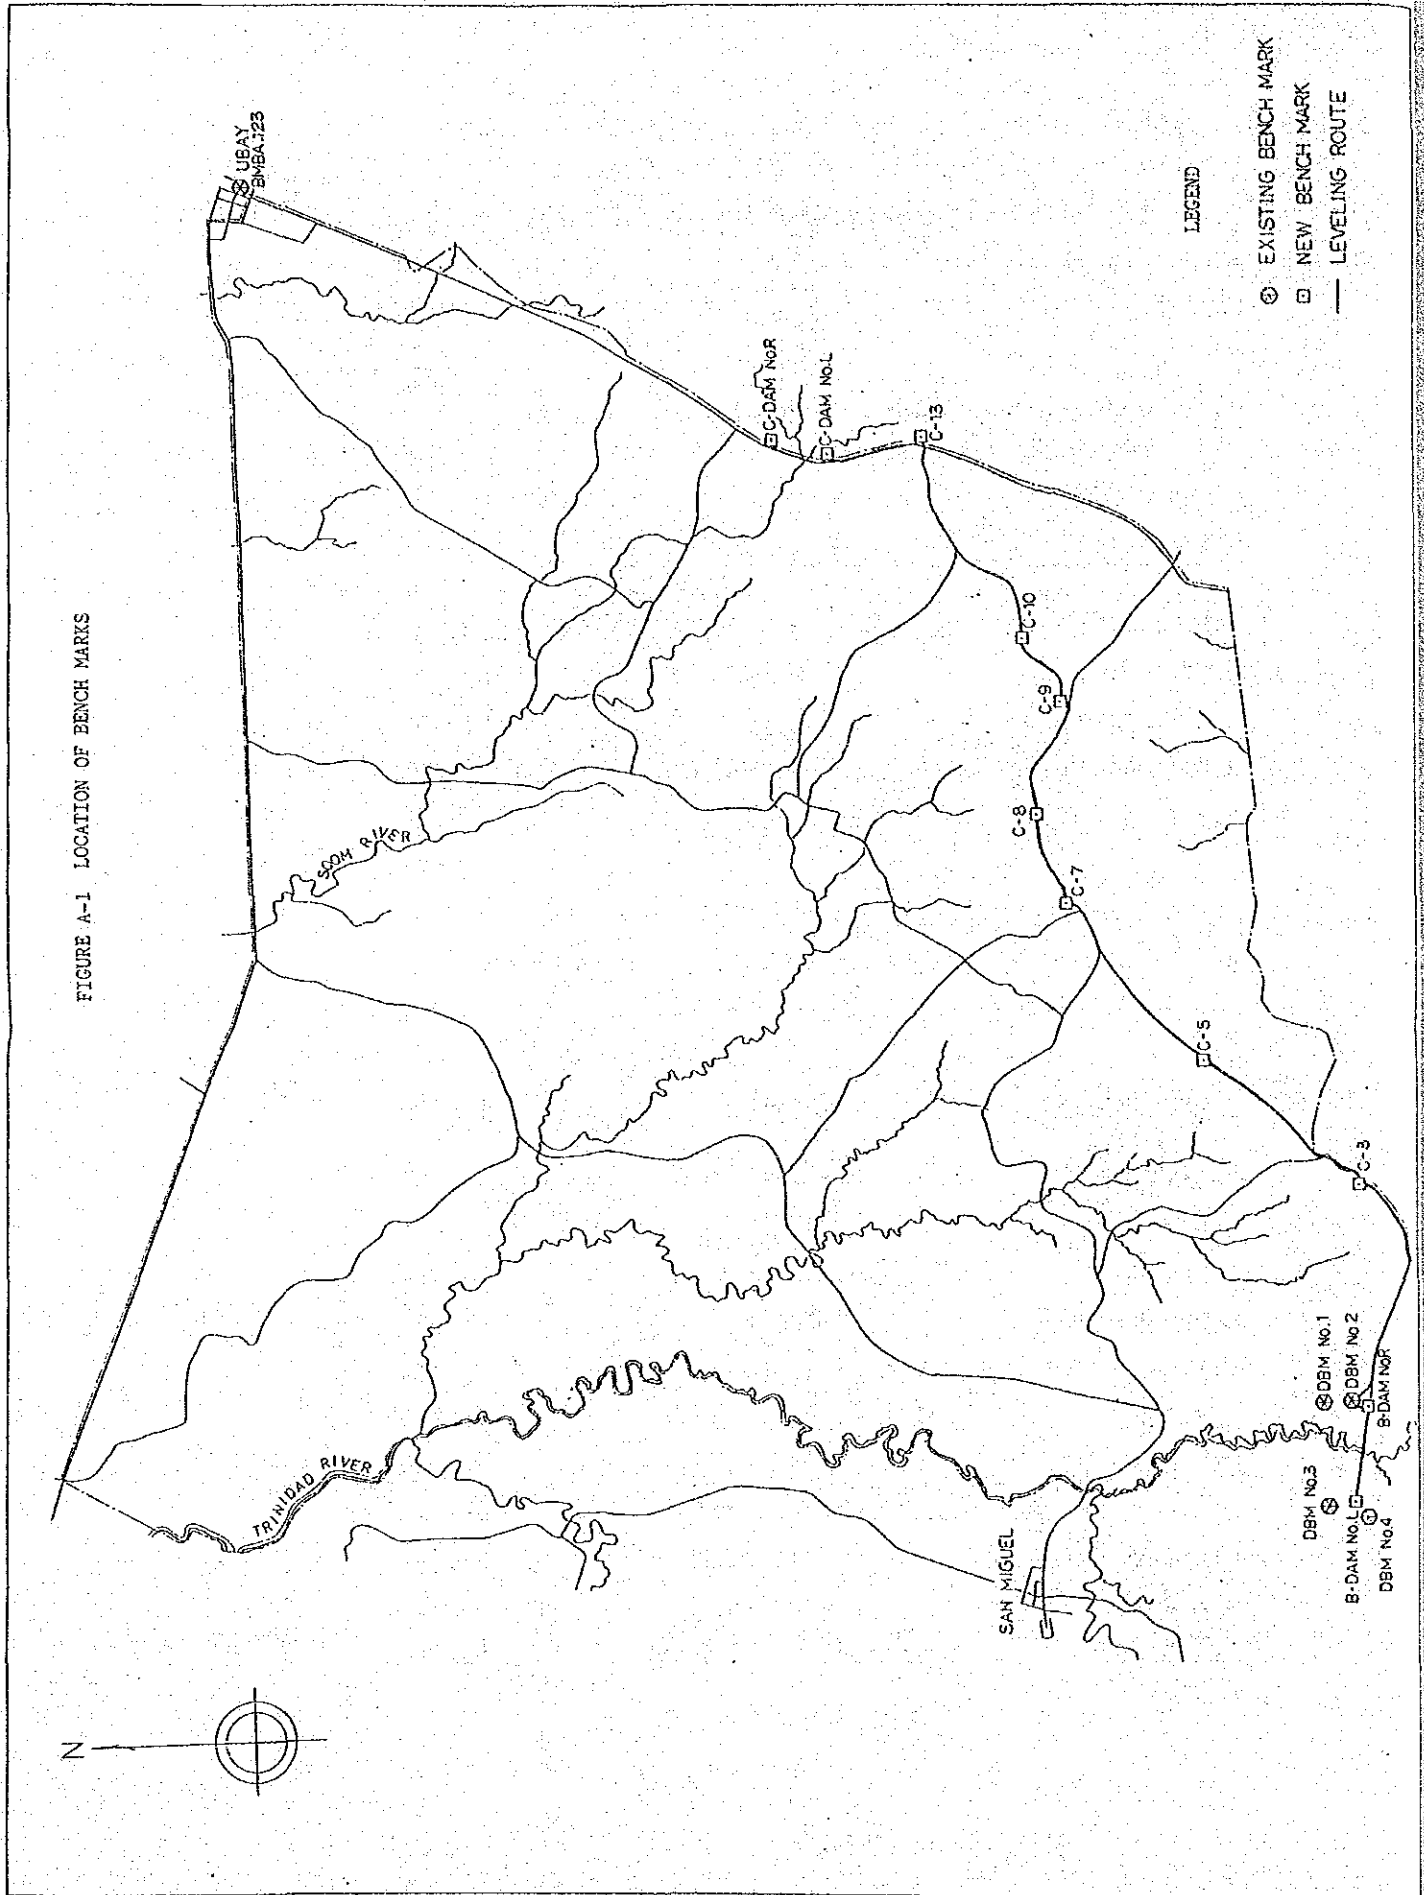 FIGURE A-1 LOCATION OF BENCH MARKS
N
UBAY
BMBA.123
SOOM RIVER
TRINIDAD RIVER
C-DAM No.R
C-DAM No.L
C-13
C-10
C-9
C-8
C-7
C-5
C-3
SAN MIGUEL
DBM No.1
DBM No.2
B-DAM No.R
DBM No.3
B-DAM No.L
DBM No.4
LEGEND
EXISTING BENCH MARK
NEW BENCH MARK
LEVELING ROUTE